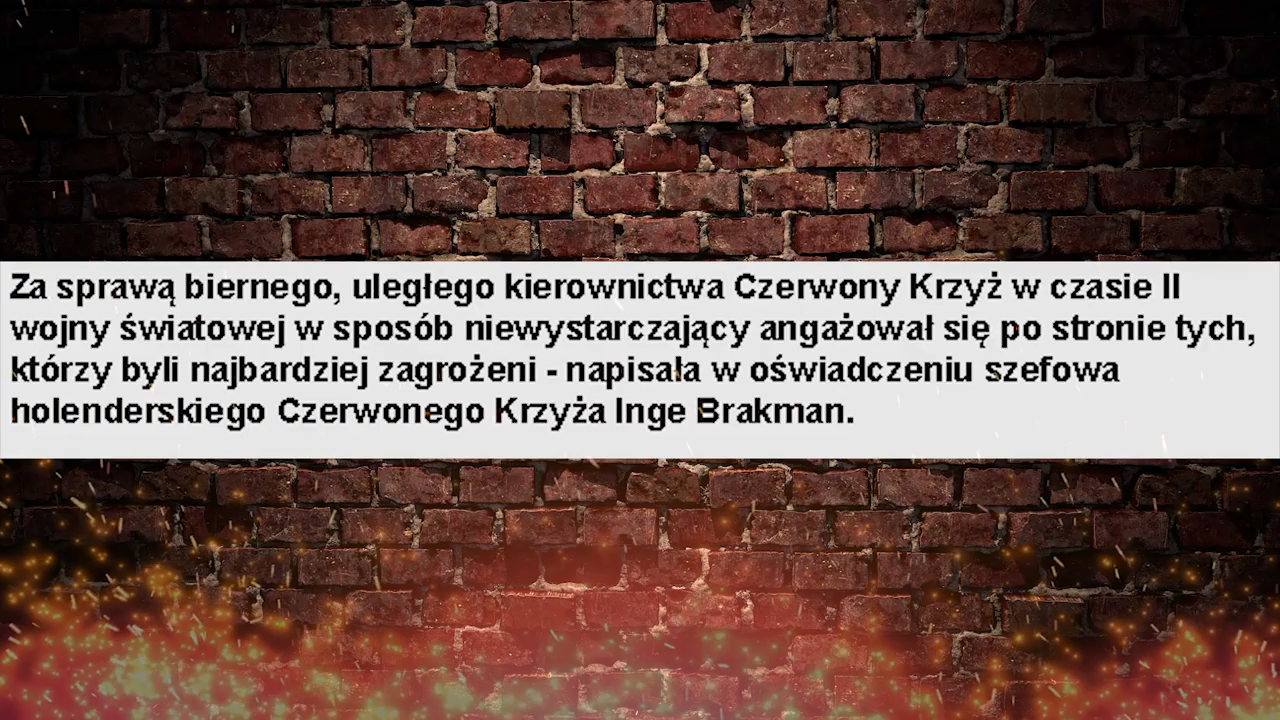 Za sprawą biernego, uległego kierownictwa Czerwony Krzyż w czasie II
wojny światowej w sposób niewystarczający angażował się po stronie tych,
którzy byli najbardziej zagrożeni - napisała w oświadczeniu szefowa
holenderskiego Czerwonego Krzyża Inge Brakman.